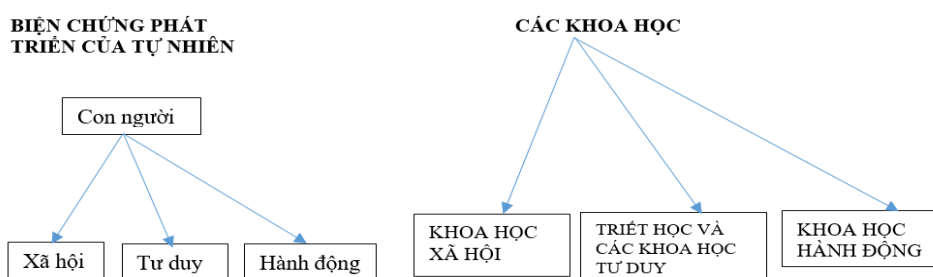 BIỆN CHỨNG PHÁT
TRIỂN CỦA TỰ NHIÊN
CÁC KHOA HỌC
Con người
Xã hội
Tư duy
Hành động
KHOA HỌC
XÃ HỘI
TRIẾT HỌC VÀ
CÁC KHOA HỌC
TƯ DUY
KHOA HỌC
HÀNH ĐỘNG